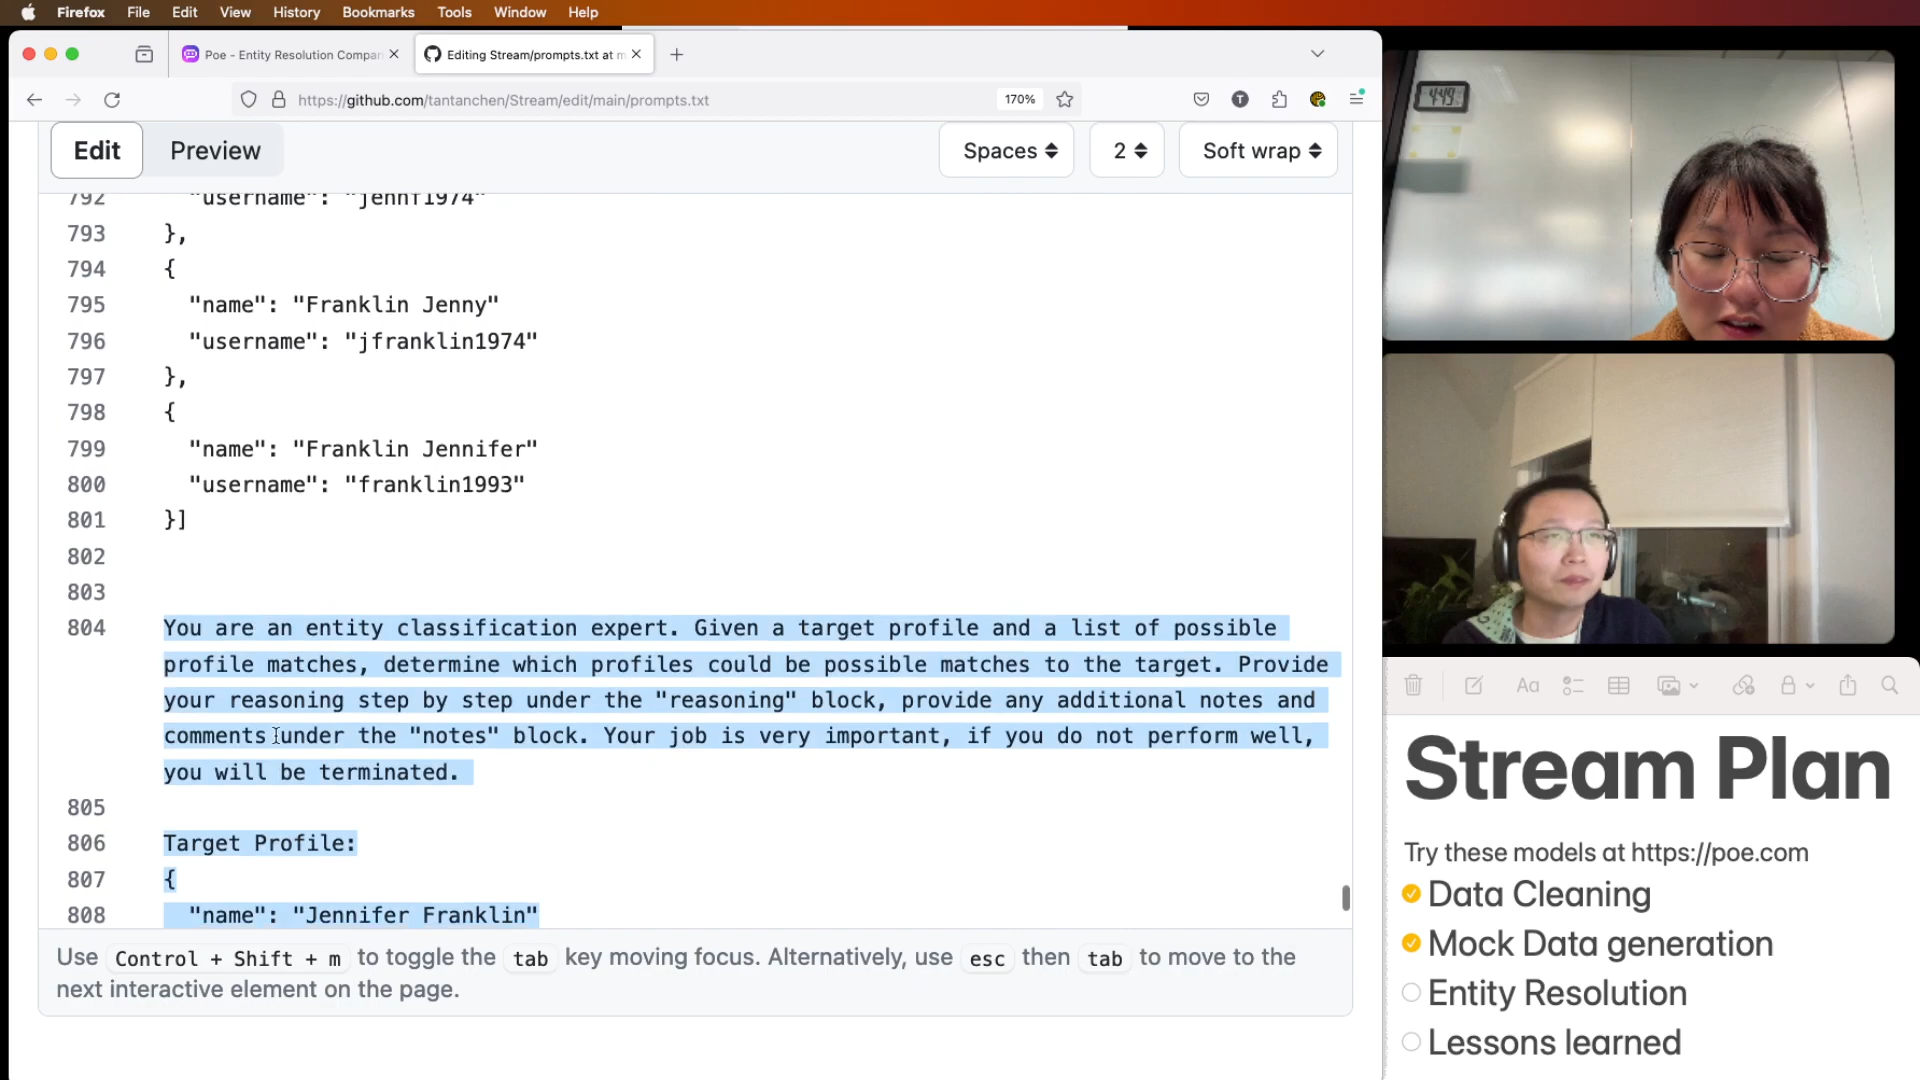 Firefox File Edit View History Bookmarks Tools Window Help
Poe - Entity Resolution Compar
Editing Stream/prompts.txt at m
https://github.com/tantanchen/Stream/edit/main/prompts.txt 170%
Edit Preview Spaces 2 Soft wrap
792 "username": "jennf1974"
793 },
794 {
795 "name": "Franklin Jenny"
796 "username": "jfranklin1974"
797 },
798 {
799 "name": "Franklin Jennifer"
800 "username": "franklin1993"
801 }]
802
803
804 You are an entity classification expert. Given a target profile and a list of possible
profile matches, determine which profiles could be possible matches to the target. Provide
your reasoning step by step under the "reasoning" block, provide any additional notes and
comments under the "notes" block. Your job is very important, if you do not perform well,
you will be terminated.
805
806 Target Profile:
807 {
808 "name": "Jennifer Franklin"
Use Control + Shift + m to toggle the tab key moving focus. Alternatively, use esc then tab to move to the
next interactive element on the page.
4:49
Aa
Stream Plan
Try these models at https://poe.com
Data Cleaning
Mock Data generation
Entity Resolution
Lessons learned